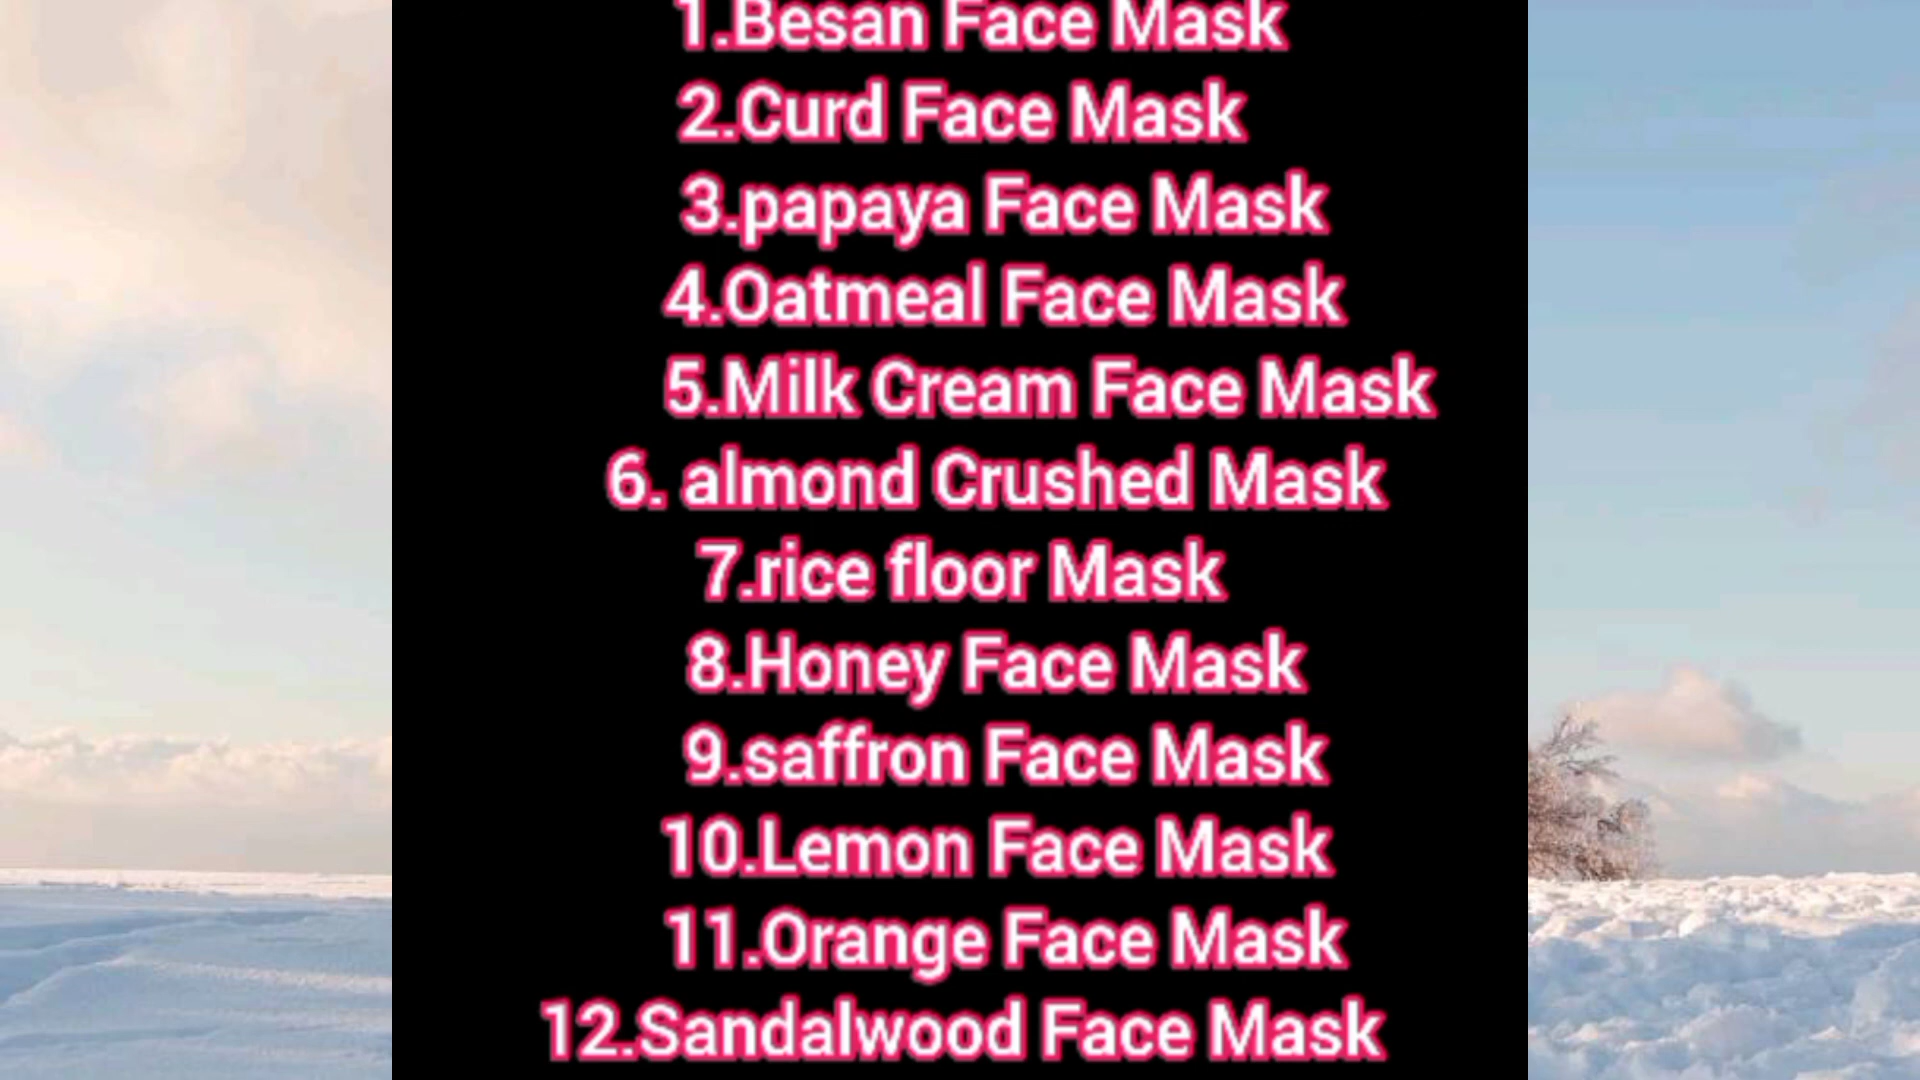 1.Besan Face Mask
2.Curd Face Mask
3.papaya Face Mask
4.Oatmeal Face Mask
5.Milk Cream Face Mask
6. almond Crushed Mask
7.rice floor Mask
8.Honey Face Mask
9.saffron Face Mask
10.Lemon Face Mask
11.Orange Face Mask
12.Sandalwood Face Mask